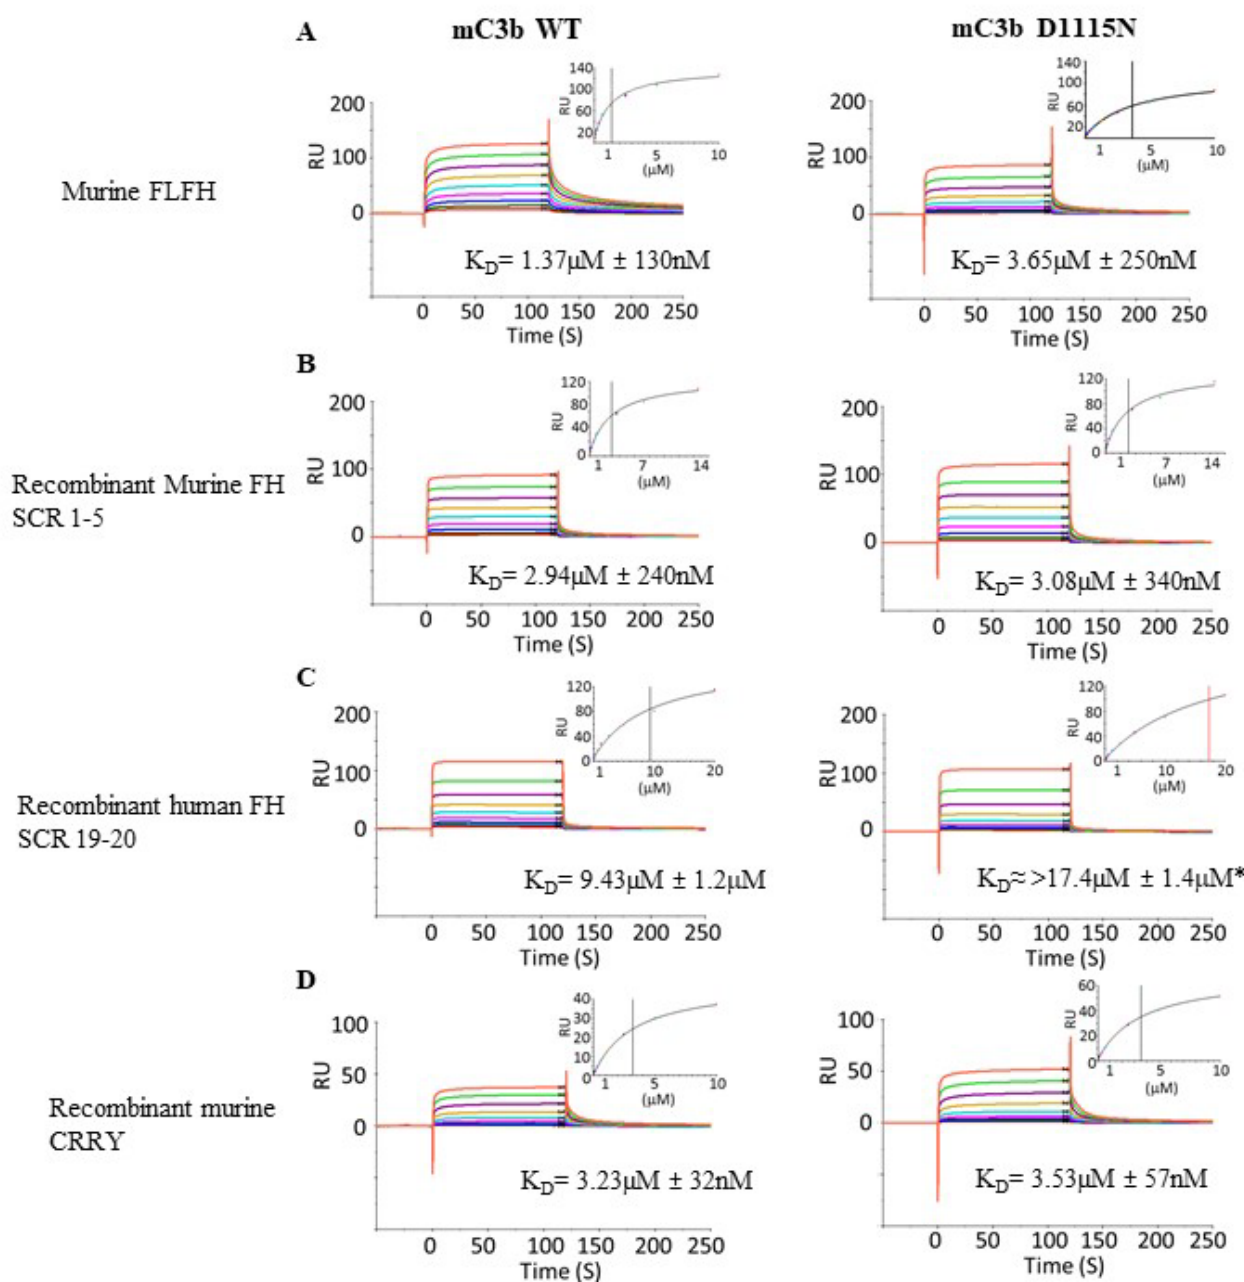 A
mC3b WT
mC3b D1115N
Murine FLFH
200
100
0
RU
140
100
60
20
RU
1 5 10
(µM)
K_D= 1.37µM ± 130nM
0 50 100 150 200 250
Time (S)
200
100
0
RU
140
100
60
20
RU
1 5 10
(µM)
K_D= 3.65µM ± 250nM
0 50 100 150 200 250
Time (S)
B
Recombinant Murine FH
SCR 1-5
200
100
0
RU
120
80
40
0
RU
1 7 14
(µM)
K_D= 2.94µM ± 240nM
0 50 100 150 200 250
Time (S)
200
100
0
RU
120
80
40
0
RU
1 7 14
(µM)
K_D= 3.08µM ± 340nM
0 50 100 150 200 250
Time (S)
C
Recombinant human FH
SCR 19-20
200
100
0
RU
120
80
40
0
RU
1 10 20
(µM)
K_D= 9.43µM ± 1.2µM
0 50 100 150 200 250
Time (S)
200
100
0
RU
120
80
40
0
RU
1 10 20
(µM)
K_D≈ >17.4µM ± 1.4µM*
0 50 100 150 200 250
Time (S)
D
Recombinant murine
CRRY
100
50
0
RU
40
30
20
10
0
RU
1 5 10
(µM)
K_D= 3.23µM ± 32nM
0 50 100 150 200 250
Time (S)
100
50
0
RU
60
40
20
0
RU
1 5 10
(µM)
K_D= 3.53µM ± 57nM
0 50 100 150 200 250
Time (S)